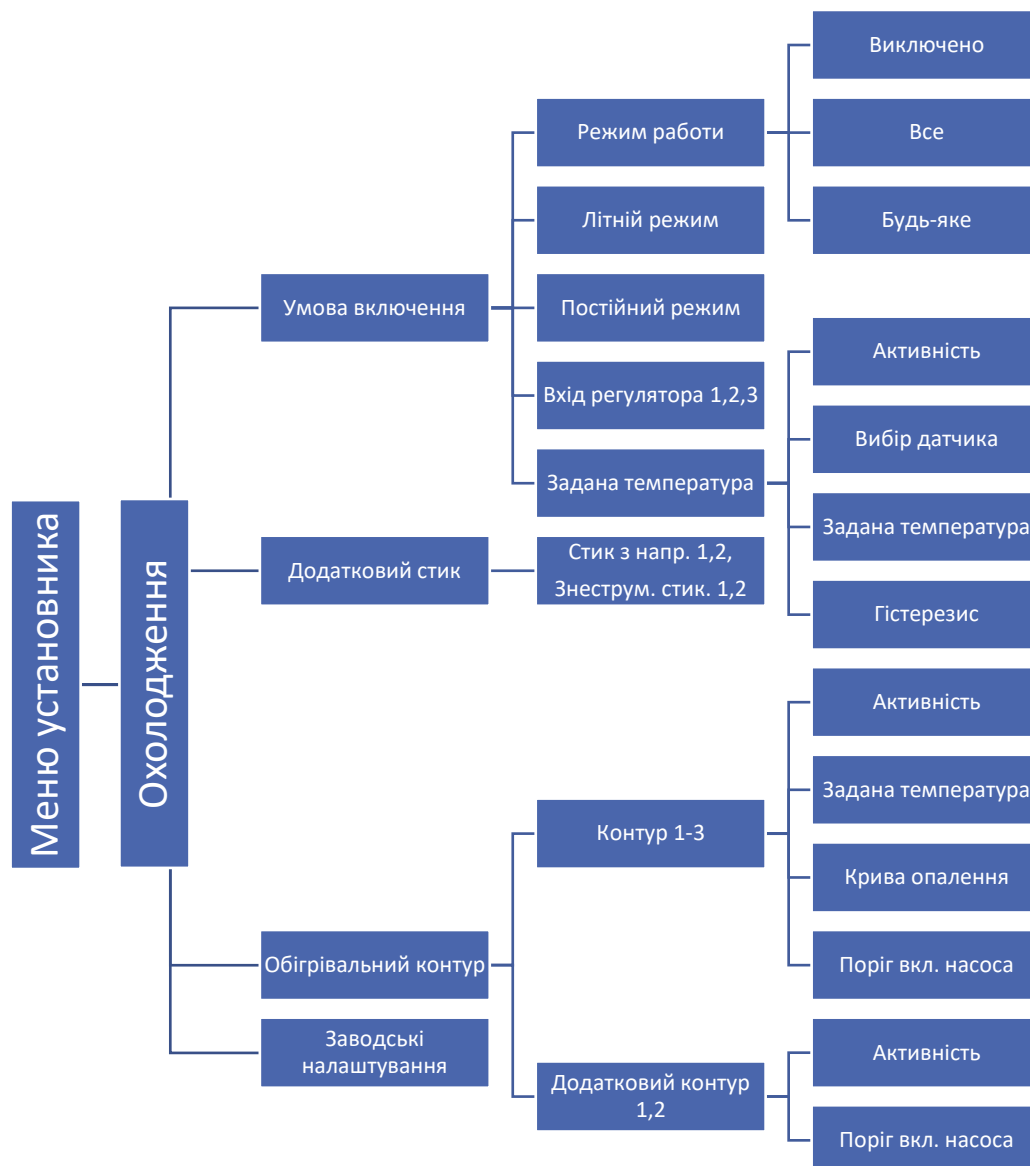 Меню установника
Охолодження
Умова включення
Режим работи
Виключено
Все
Будь-яке
Літній режим
Постійний режим
Вхід регулятора 1,2,3
Задана температура
Активність
Вибір датчика
Задана температура
Гістерезис
Додатковий стик
Стик з напр. 1,2,
Знеструм. стик. 1,2
Обігрівальний контур
Контур 1-3
Активність
Задана температура
Крива опалення
Поріг вкл. насоса
Додатковий контур
1,2
Активність
Поріг вкл. насоса
Заводські
налаштування